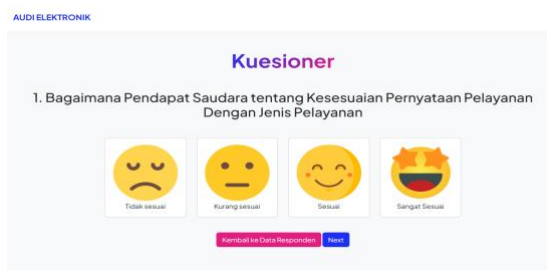 AUDI ELEKTRONIK
Kuesioner
1. Bagaimana Pendapat Saudara tentang Kesesuaian Pernyataan Pelayanan
Dengan Jenis Pelayanan
Tidak sesuai
Kurang sesuai
Sesuai
Sangat Sesuai
Kembali ke Data Responden
Next